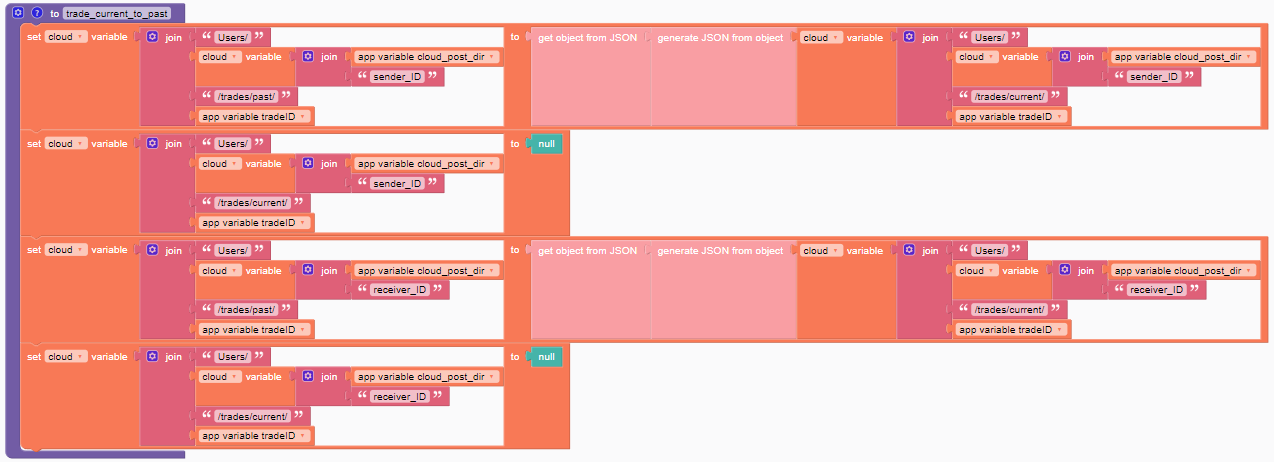 to trade_current_to_past
set cloud variable join “ Users/ ” to get object from JSON generate JSON from object cloud variable join “ Users/ ”
cloud variable join app variable cloud_post_dir cloud variable join app variable cloud_post_dir
“ sender_ID ” “ sender_ID ”
“ /trades/past/ ” “ /trades/current/ ”
app variable tradeID app variable tradeID
set cloud variable join “ Users/ ” to null
cloud variable join app variable cloud_post_dir
“ sender_ID ”
“ /trades/current/ ”
app variable tradeID
set cloud variable join “ Users/ ” to get object from JSON generate JSON from object cloud variable join “ Users/ ”
cloud variable join app variable cloud_post_dir cloud variable join app variable cloud_post_dir
“ receiver_ID ” “ receiver_ID ”
“ /trades/past/ ” “ /trades/current/ ”
app variable tradeID app variable tradeID
set cloud variable join “ Users/ ” to null
cloud variable join app variable cloud_post_dir
“ receiver_ID ”
“ /trades/current/ ”
app variable tradeID